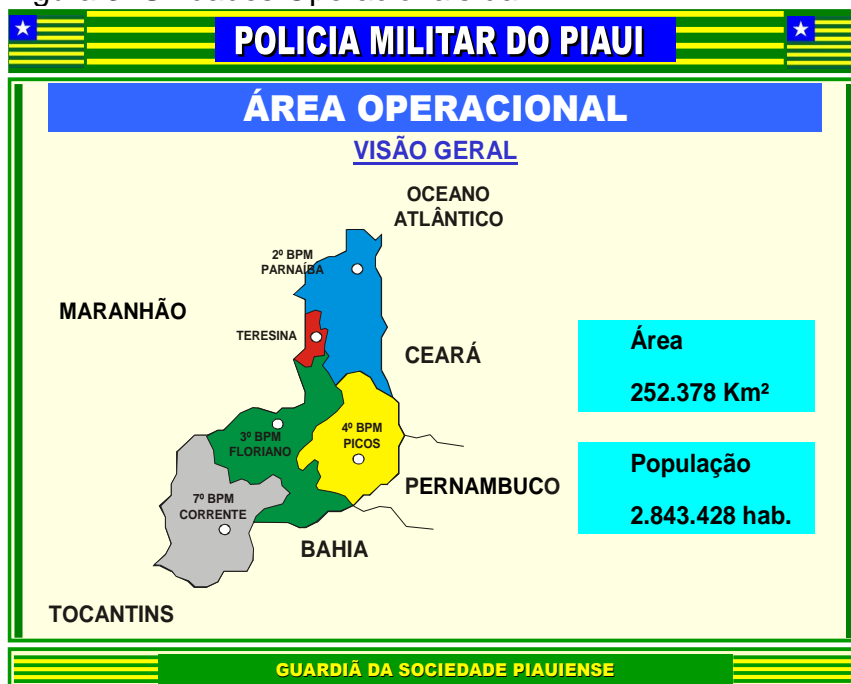 POLICIA MILITAR DO PIAUI
ÁREA OPERACIONAL
VISÃO GERAL
OCEANO
ATLÂNTICO
2º BPM
PARNAÍBA
MARANHÃO
TERESINA
CEARÁ
Área
252.378 Km²
3º BPM
FLORIANO
4º BPM
PICOS
População
2.843.428 hab.
PERNAMBUCO
7º BPM
CORRENTE
BAHIA
TOCANTINS
GUARDIÃ DA SOCIEDADE PIAUIENSE